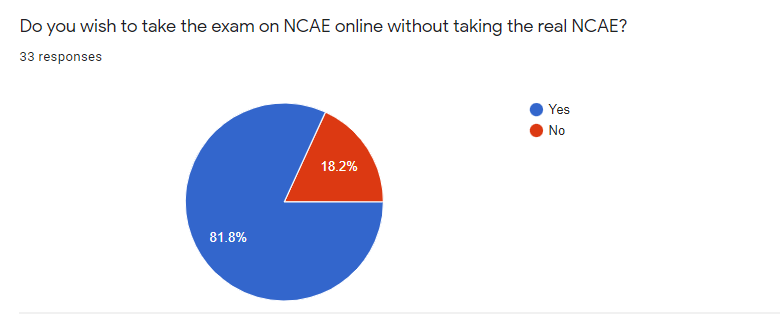 Do you wish to take the exam on NCAE online without taking the real NCAE?
33 responses
Yes
No
18.2%
81.8%